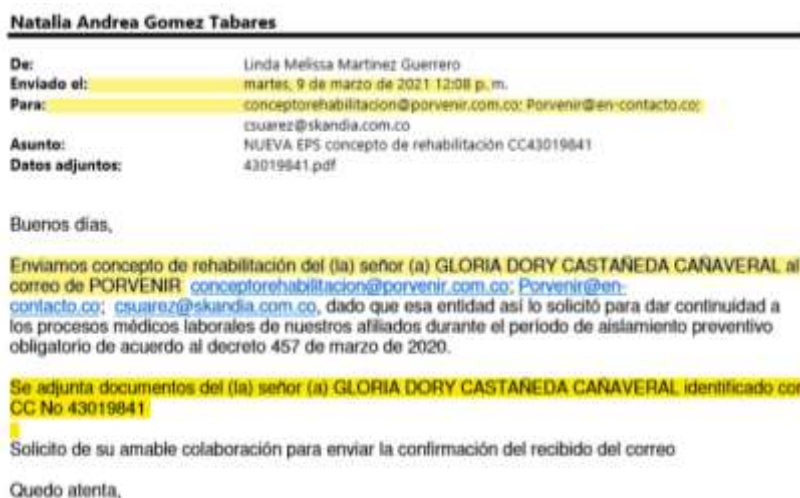 Natalia Andrea Gomez Tabares
De: Linda Melissa Martinez Guerrero
Enviado el: martes, 9 de marzo de 2021 12:08 p. m.
Para: conceptorehabilitacion@porvenir.com.co; Porvenir@en-contacto.co;
csuarez@skandia.com.co
Asunto: NUEVA EPS concepto de rehabilitación CC43019841
Datos adjuntos: 43019841.pdf
Buenos días,
Enviamos concepto de rehabilitación del (la) señor (a) GLORIA DORY CASTAÑEDA CAÑAVERAL al
correo de PORVENIR conceptorehabilitacion@porvenir.com.co; Porvenir@en-
contacto.co; csuarez@skandia.com.co, dado que esa entidad así lo solicitó para dar continuidad a
los procesos médicos laborales de nuestros afiliados durante el periodo de aislamiento preventivo
obligatorio de acuerdo al decreto 457 de marzo de 2020.
Se adjunta documentos del (la) señor (a) GLORIA DORY CASTAÑEDA CAÑAVERAL identificado con
CC No 43019841
Solicito de su amable colaboración para enviar la confirmación del recibido del correo
Quedo atenta,